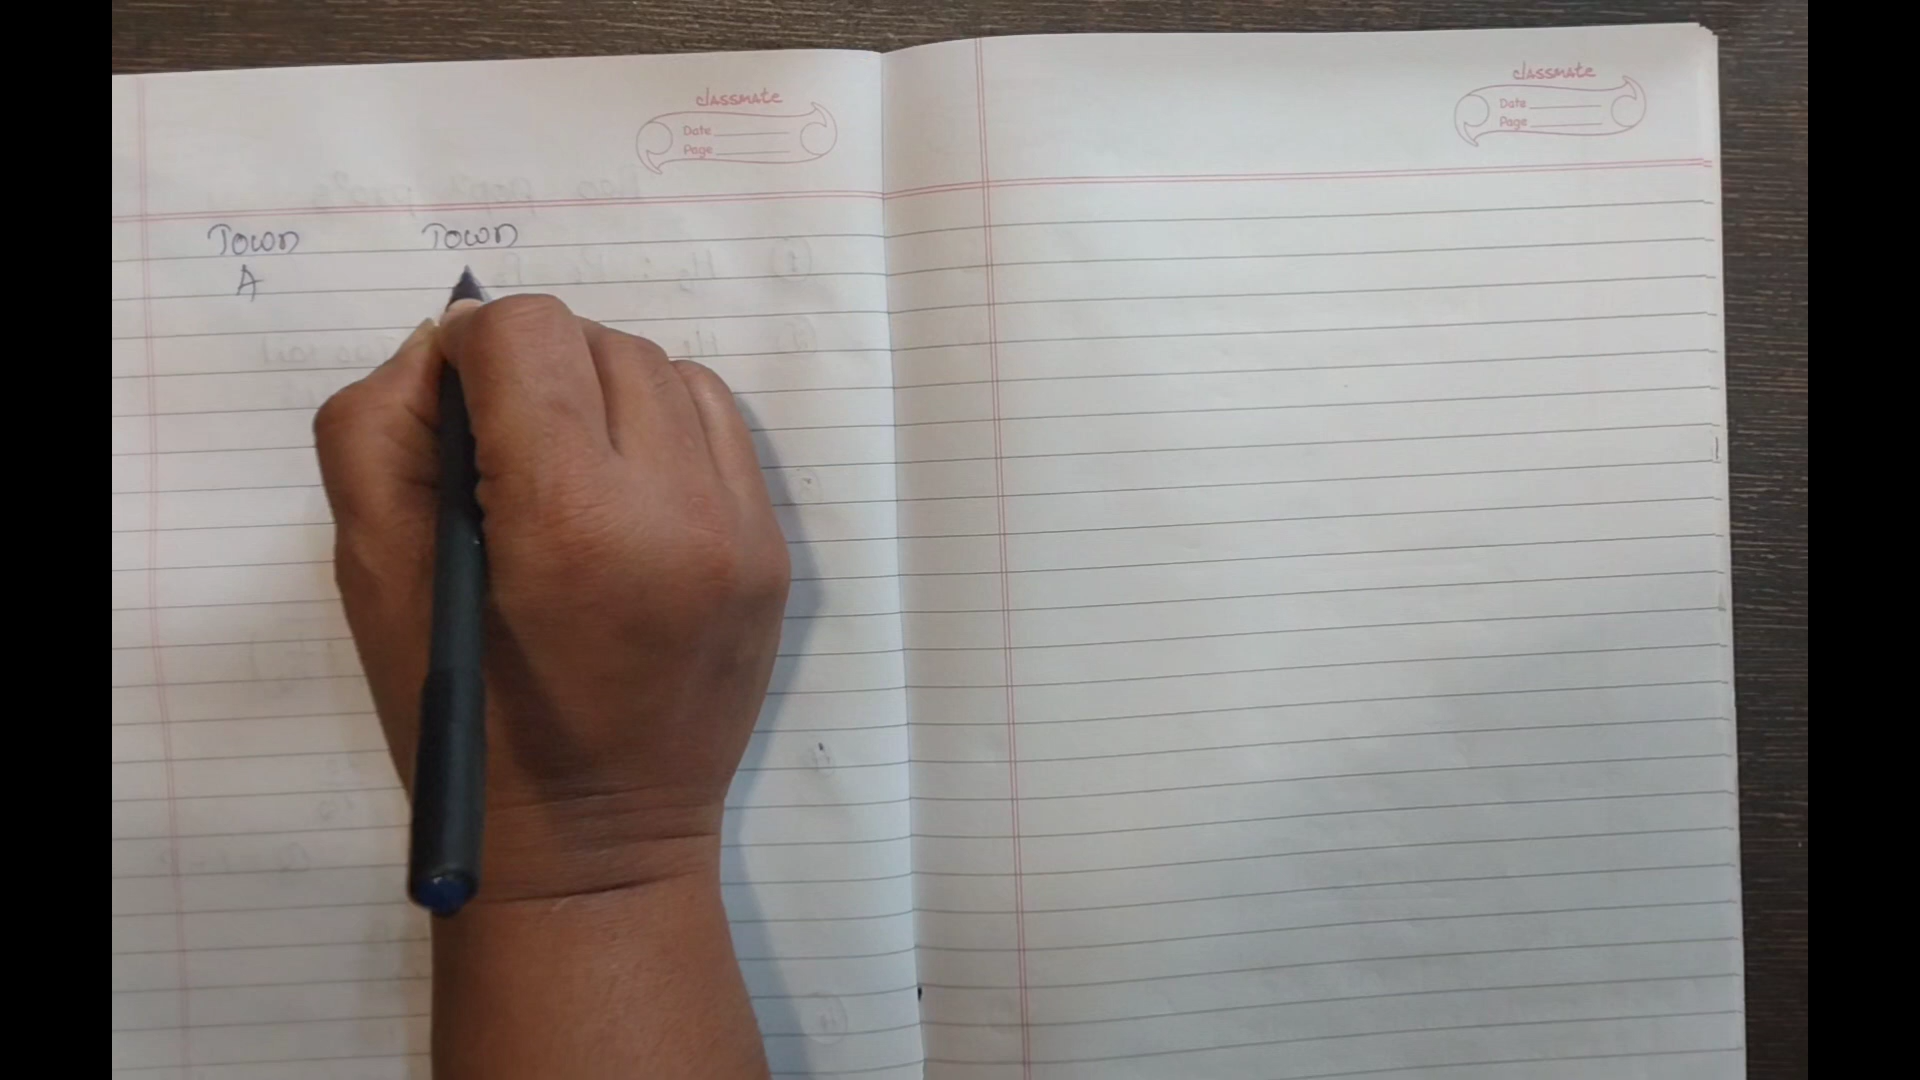 classmate
Date
Page
classmate
Date
Page
Town Town
A